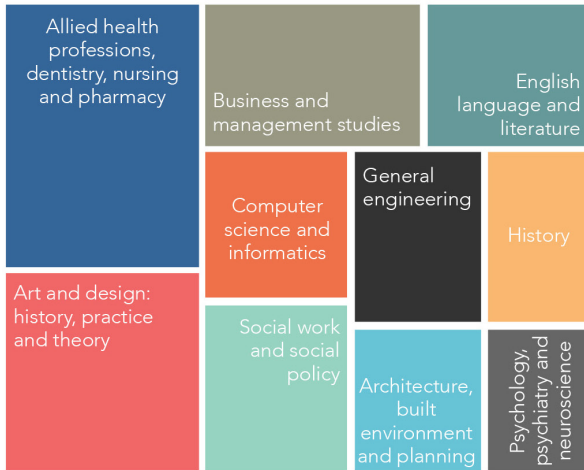 Allied health
professions,
dentistry, nursing
and pharmacy
Business and
management studies
English
language and
literature
Computer
science and
informatics
General
engineering
History
Art and design:
history, practice
and theory
Social work
and social
policy
Architecture,
built
environment
and planning
Psychology,
psychiatry and
neuroscience